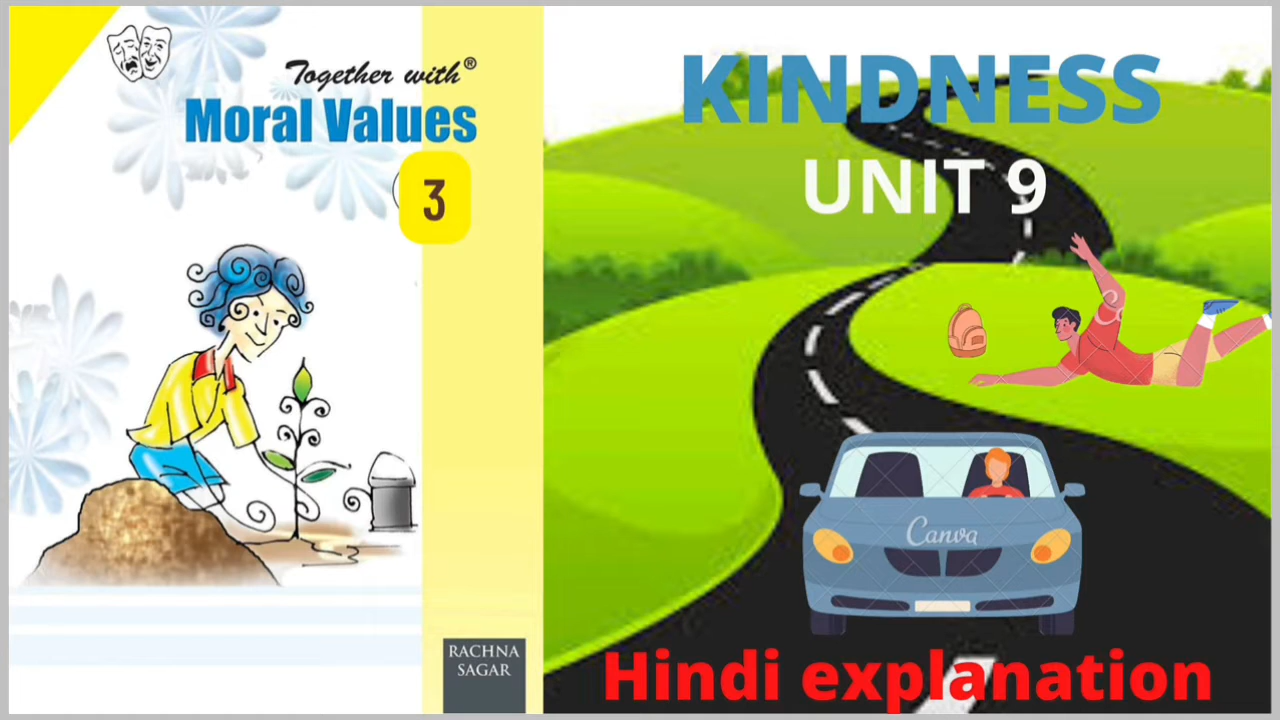 Together with®
Moral Values
3
RACHNA
SAGAR
KINDNESS
UNIT 9
Canva
Hindi explanation